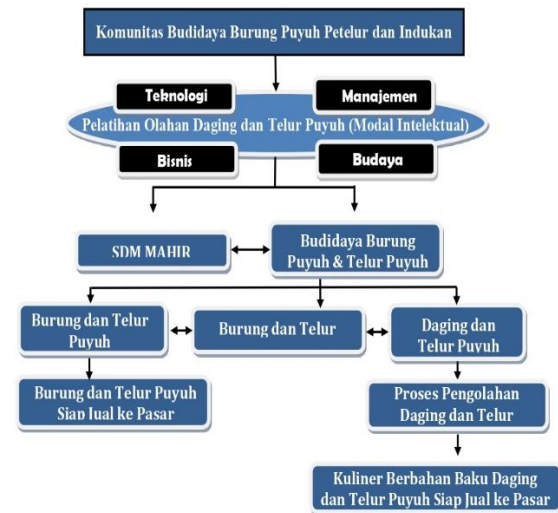 Komunitas Budidaya Burung Puyuh Petelur dan Indukan
Teknologi
Manajemen
Pelatihan Olahan Daging dan Telur Puyuh (Modal Intelektual)
Bisnis
Budaya
SDM MAHIR
Budidaya Burung
Puyuh & Telur Puyuh
Burung dan Telur
Puyuh
Burung dan Telur
Daging dan
Telur Puyuh
Burung dan Telur Puyuh
Siap Jual ke Pasar
Proses Pengolahan
Daging dan Telur
Kuliner Berbahan Baku Daging
dan Telur Puyuh Siap Jual ke Pasar